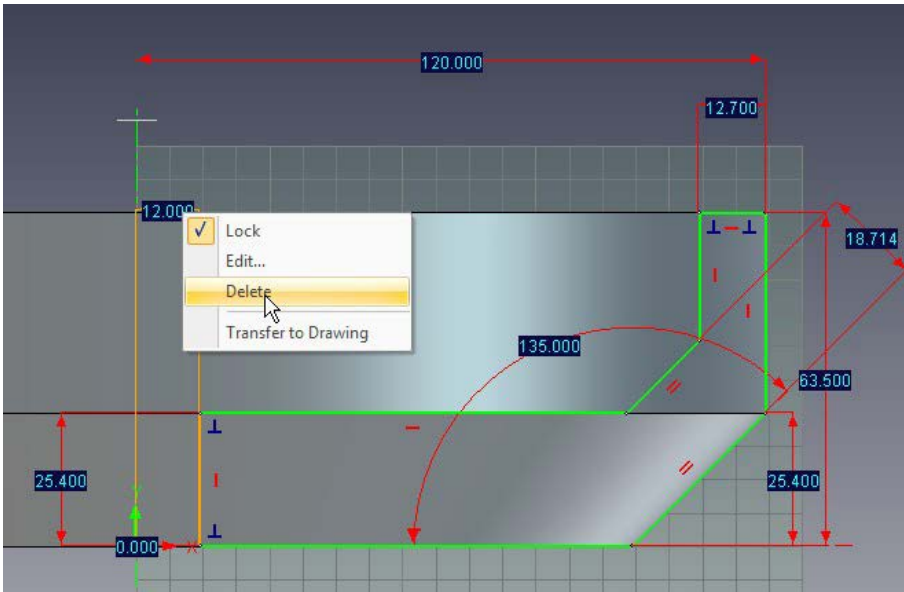 120.000
12.700
12.000
Lock
Edit...
Delete
Transfer to Drawing
18.714
135.000
63.500
25.400
25.400
0.000
Y
X